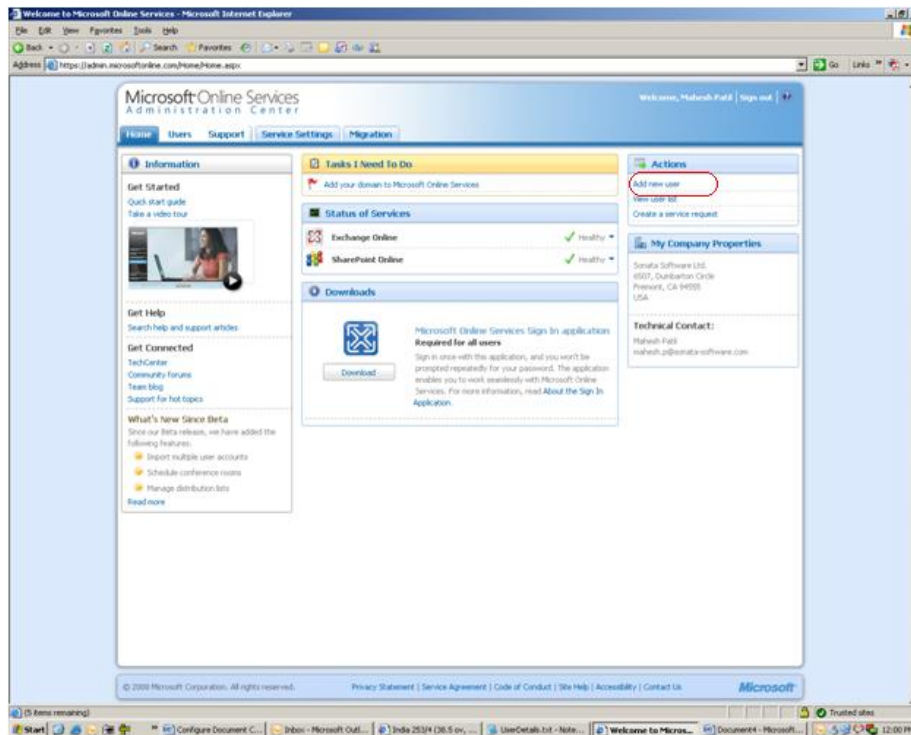 Welcome to Microsoft Online Services - Microsoft Internet Explorer
File Edit View Favorites Tools Help
Back Search Favorites
Address https://admin.microsoftonline.com/Home/Home.aspx Go Links
Microsoft Online Services
Administration Center
Welcome, Mahesh Patil | Sign out
Home Users Support Service Settings Migration
Information
Get Started
Quick start guide
Take a video tour
Get Help
Search help and support articles
Get Connected
TechCenter
Community forums
Team blog
Support for hot topics
What's New Since Beta
Since our Beta release, we have added the
following features.
Import multiple user accounts
Schedule conference rooms
Manage distribution lists
Read more
Tasks I Need To Do
Add your domain to Microsoft Online Services
Status of Services
Exchange Online Healthy
SharePoint Online Healthy
Downloads
Download
Microsoft Online Services Sign In application
Required for all users
Sign in once with this application, and you won't be
prompted repeatedly for your password. The application
enables you to work seamlessly with Microsoft Online
Services. For more information, read About the Sign In
Application.
Actions
Add new user
View user list
Create a service request
My Company Properties
Sonata Software Ltd.
6507, Dumbarton Circle
Fremont, CA 94555
USA
Technical Contact:
Mahesh Patil
mahesh.p@sonata-software.com
© 2008 Microsoft Corporation. All rights reserved. Privacy Statement | Service Agreement | Code of Conduct | Site Help | Accessibility | Contact Us Microsoft
(5 items remaining) Trusted sites
Start Configure Document C... Inbox - Microsoft Outl... India 253/4 (38.5 ov, ... UserDetails.txt - Note... Welcome to Micros... Document4 - Microsoft... 12:00 PM